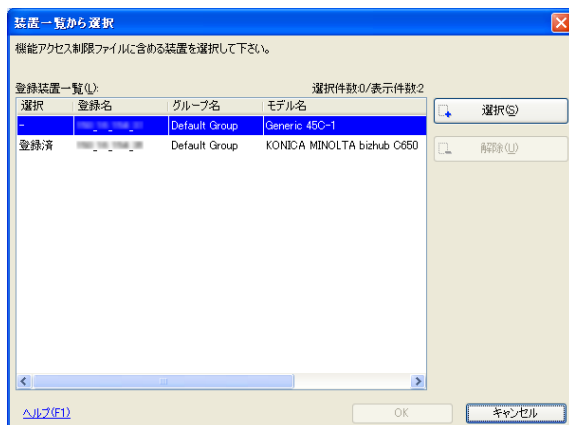 装置一覧から選択
機能アクセス制限ファイルに含める装置を選択して下さい。
登録装置一覧(L): 選択件数:0/表示件数:2
選択 登録名 グループ名 モデル名
- Default Group Generic 45C-1
登録済 Default Group KONICA MINOLTA bizhub C650
選択(S)
解除(U)
ヘルプ(F1) OK キャンセル